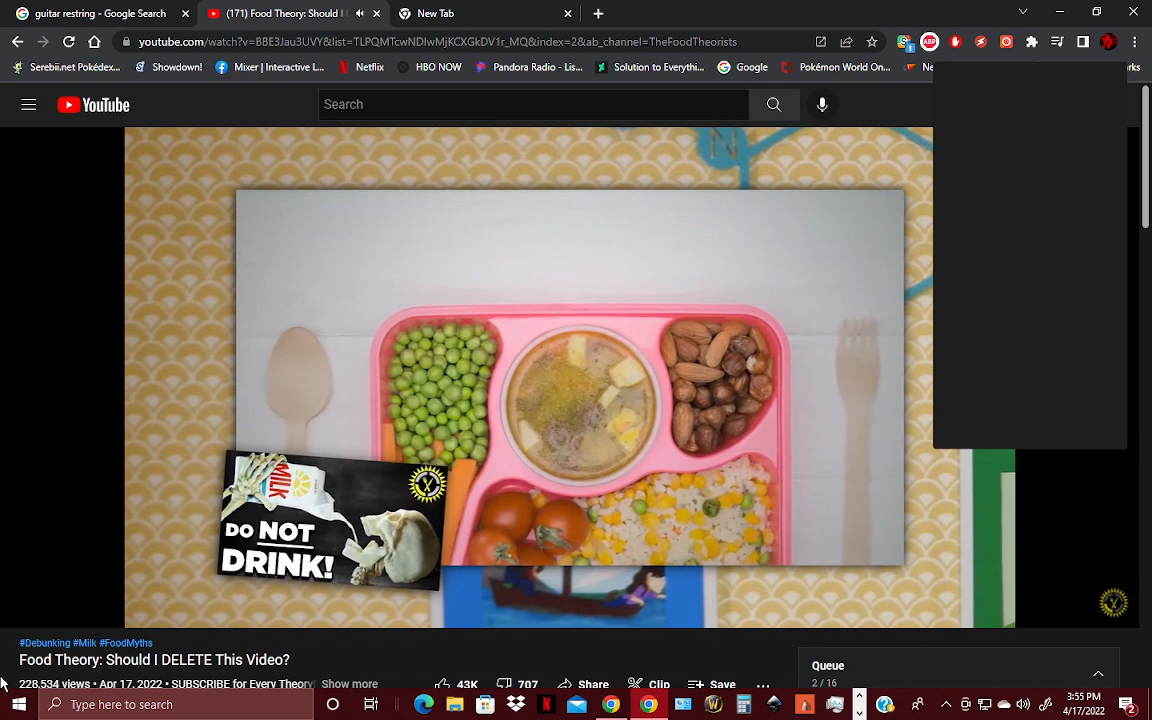 guitar restring - Google Search
(171) Food Theory: Should I
New Tab
youtube.com/watch?v=BBE3Jau3UVY&list=TLPQMTcwNDIwMjKCXGkDV1r_MQ&index=2&ab_channel=TheFoodTheorists
Serebii.net Pokédex...
Showdown!
Mixer | Interactive L...
Netflix
HBO NOW
Pandora Radio - Lis...
Solution to Everythi...
Google
Pokémon World On...
YouTube
Search
MILK
DO NOT
DRINK!
#Debunking #Milk #FoodMyths
Food Theory: Should I DELETE This Video?
228,534 views • Apr 17, 2022 • SUBSCRIBE for Every Theory!
Show more
43K
707
Share
Clip
Save
Queue
2 / 16
Type here to search
3:55 PM
4/17/2022
2